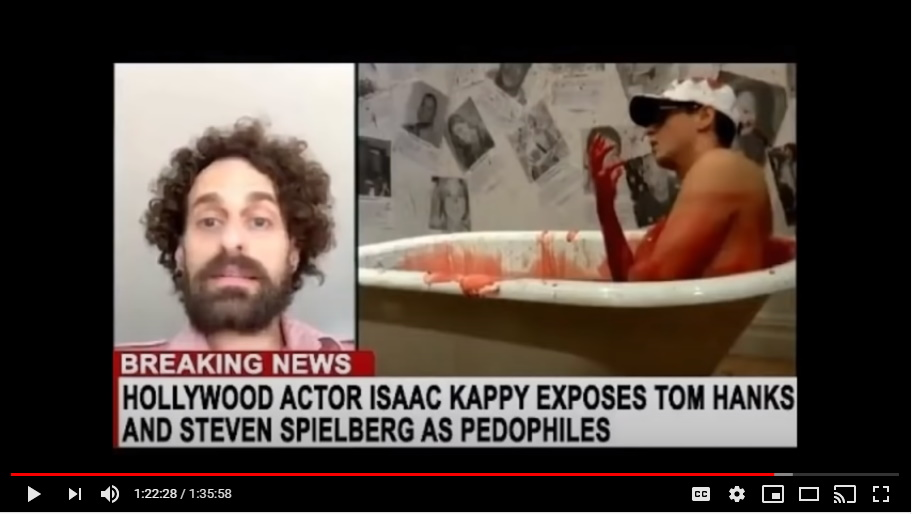 BREAKING NEWS
HOLLYWOOD ACTOR ISAAC KAPPY EXPOSES TOM HANKS
AND STEVEN SPIELBERG AS PEDOPHILES
1:22:28 / 1:35:58
CC